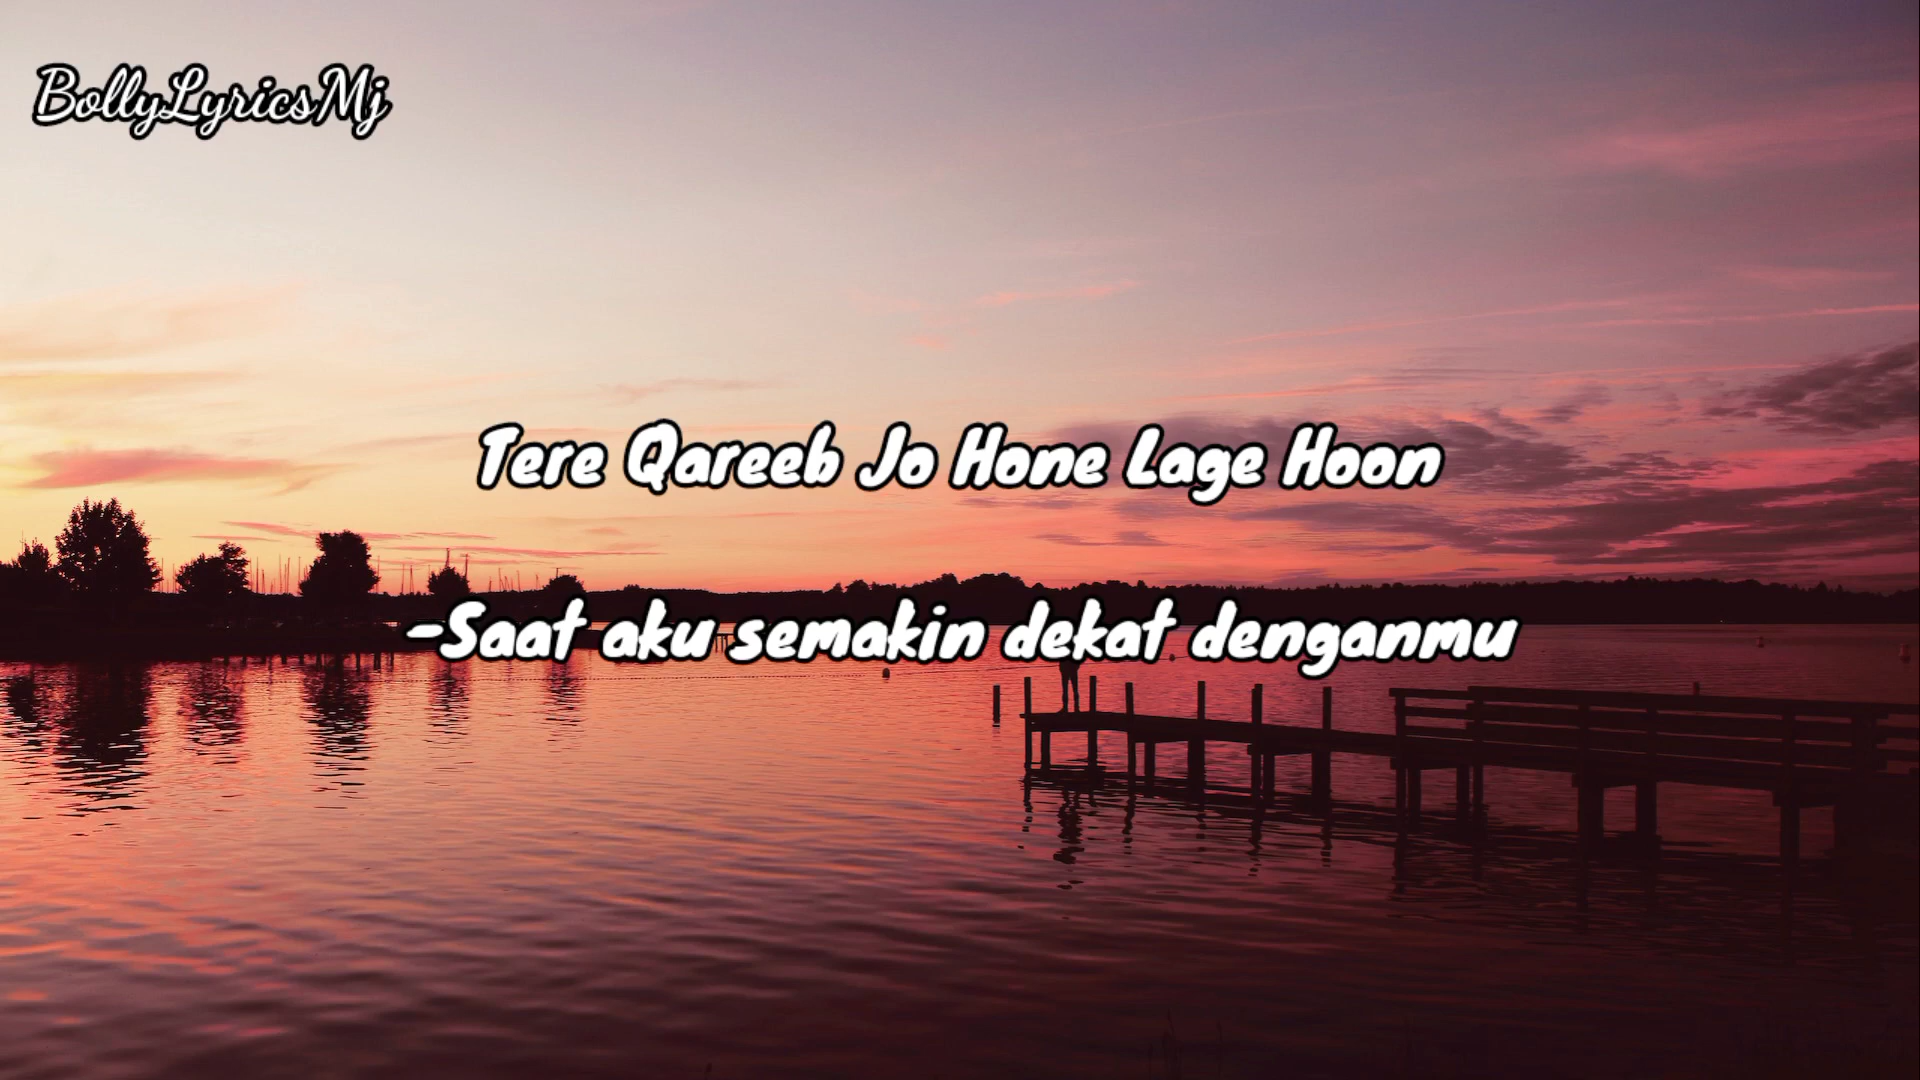 BollyLyricsMj
Tere Qareeb Jo Hone Lage Hoon
-Saat aku semakin dekat denganmu